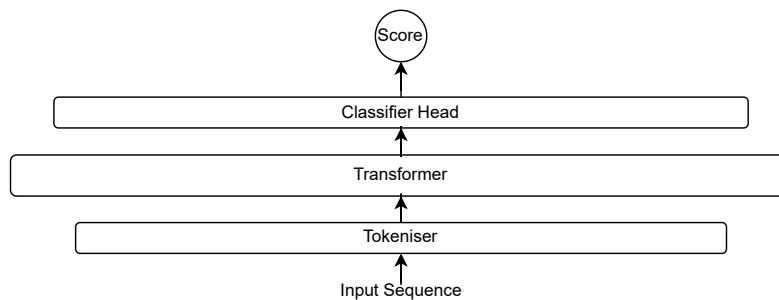 Score
Classifier Head
Transformer
Tokeniser
Input Sequence